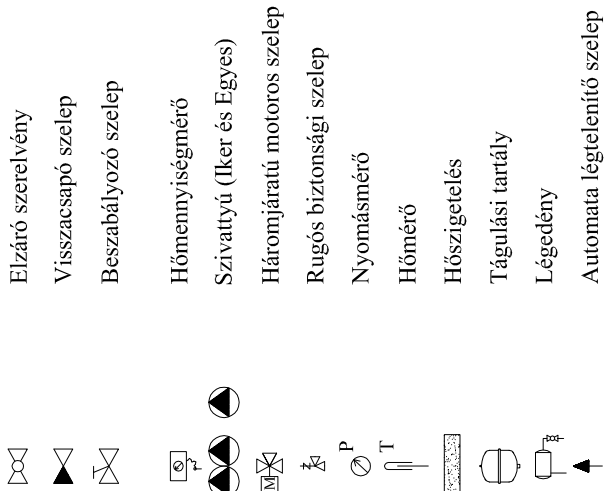 Elzáró szerelvény
Visszacsapó szelep
Beszabályozó szelep
Hőmennyiségmérő
Szivattyú (Iker és Egyes)
M
Háromjáratú motoros szelep
Rugós biztonsági szelep
P
Nyomásmérő
T
Hőmérő
Hőszigetelés
Tágulási tartály
Légedény
Automata légtelenítő szelep